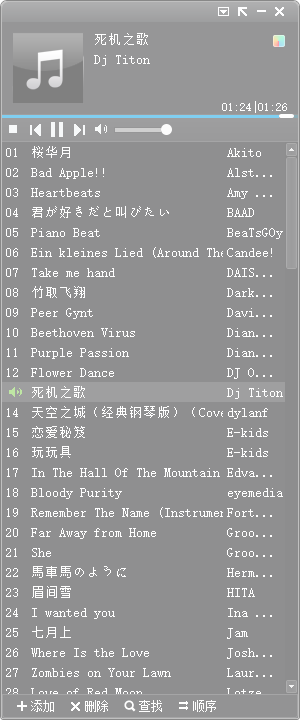 死机之歌
Dj Titon
01:24|01:26
01 桜华月 Akito
02 Bad Apple!! Alst...
03 Heartbeats Amy ...
04 君が好きだと叫びたい BAAD
05 Piano Beat BeaTsGOy
06 Ein kleines Lied (Around The Candee!
07 Take me hand DAIS...
08 竹取飞翔 Dark...
09 Peer Gynt Davi...
10 Beethoven Virus Dian...
11 Purple Passion Dian...
12 Flower Dance DJ O...
死机之歌 Dj Titon
14 天空之城（经典钢琴版）（Cove dylanf
15 恋爱秘笈 E-kids
16 玩玩具 E-kids
17 In The Hall Of The Mountain Edva...
18 Bloody Purity eyemedia
19 Remember The Name (Instrumen Fort...
20 Far Away from Home Groo...
21 She Groo...
22 馬車馬のように Herm...
23 眉间雪 HITA
24 I wanted you Ina ...
25 七月上 Jam
26 Where Is the Love Josh...
27 Zombies on Your Lawn Laur...
28 Love of Red Moon Lotze...
添加 删除 查找 顺序